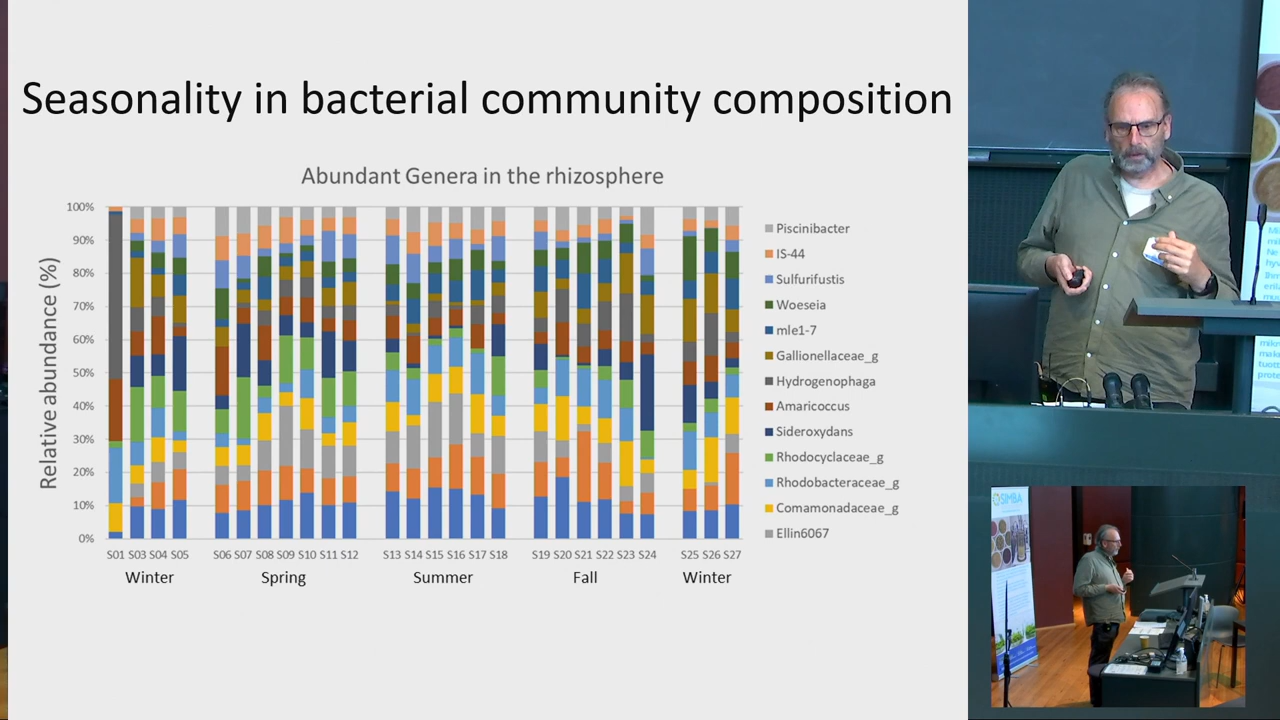 Seasonality in bacterial community composition
Abundant Genera in the rhizosphere
Relative abundance (%)
100%
90%
80%
70%
60%
50%
40%
30%
20%
10%
0%
S01 S03 S04 S05
S06 S07 S08 S09 S10 S11 S12
S13 S14 S15 S16 S17 S18
S19 S20 S21 S22 S23 S24
S25 S26 S27
Winter
Spring
Summer
Fall
Winter
Piscinibacter
IS-44
Sulfurifustis
Woeseia
mle1-7
Gallionellaceae_g
Hydrogenophaga
Amaricoccus
Sideroxydans
Rhodocyclaceae_g
Rhodobacteraceae_g
Comamonadaceae_g
Ellin6067
SIMBA